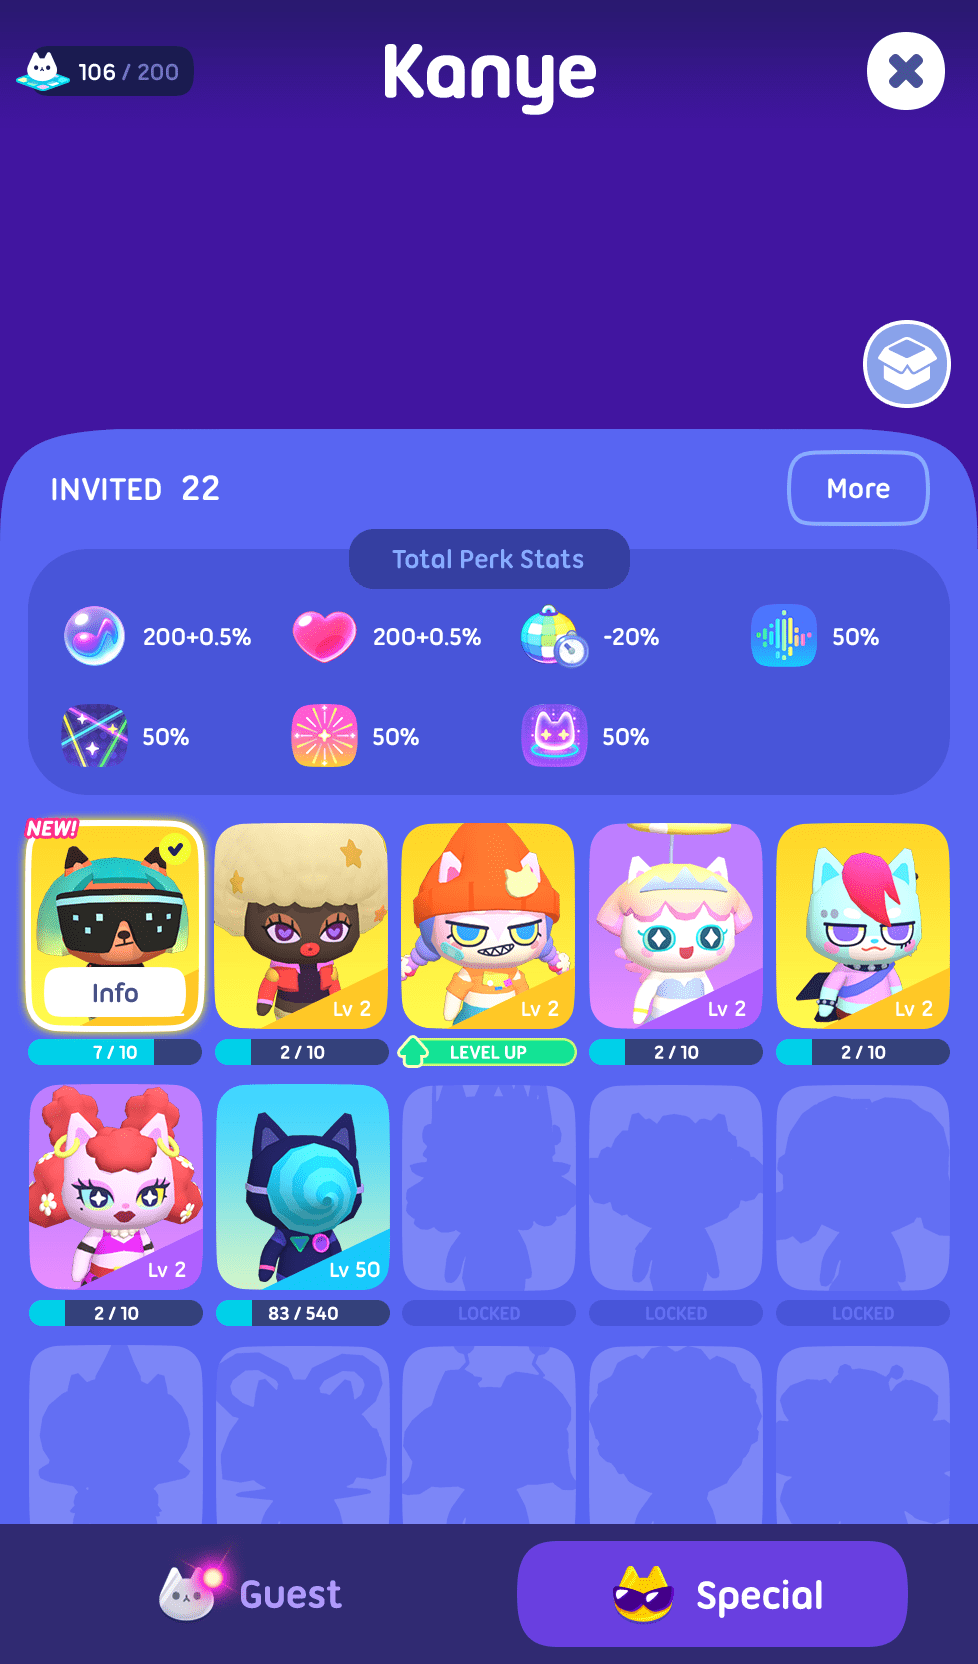 106 / 200
Kanye
INVITED 22
More
Total Perk Stats
200+0.5%
200+0.5%
-20%
50%
50%
50%
50%
NEW!
Info
Lv 2
Lv 2
Lv 2
Lv 2
7 / 10
2 / 10
LEVEL UP
2 / 10
2 / 10
Lv 2
Lv 50
2 / 10
83 / 540
LOCKED
LOCKED
LOCKED
Guest
Special